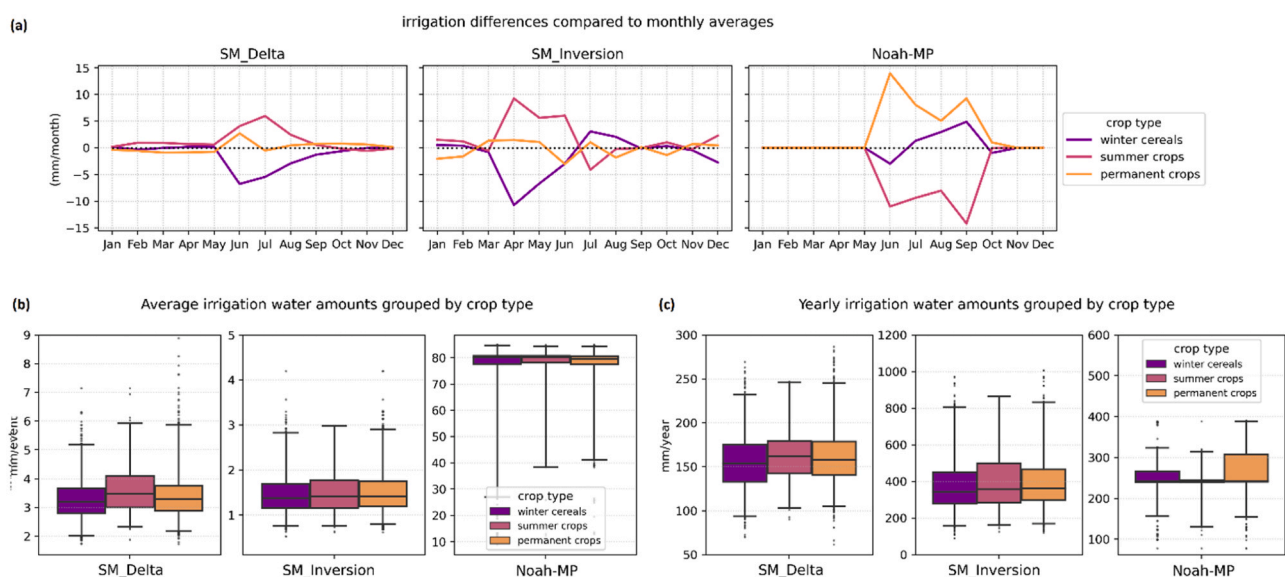 irrigation differences compared to monthly averages
(a)
SM_Delta SM_Inversion Noah-MP
15
10
5
0
−5
−10
−15
(mm/month)
Jan Feb Mar Apr May Jun Jul Aug Sep Oct Nov Dec
Jan Feb Mar Apr May Jun Jul Aug Sep Oct Nov Dec
Jan Feb Mar Apr May Jun Jul Aug Sep Oct Nov Dec
crop type
winter cereals
summer crops
permanent crops
(b) Average irrigation water amounts grouped by crop type
9
8
7
6
5
4
3
2
mm/event
5
4
3
2
1
80
70
60
50
40
30
20
10
crop type
winter cereals
summer crops
permanent crops
SM_Delta SM_Inversion Noah-MP
(c) Yearly irrigation water amounts grouped by crop type
300
250
200
150
100
50
mm/year
1200
1000
800
600
400
200
0
600
500
400
300
200
100
crop type
winter cereals
summer crops
permanent crops
SM_Delta SM_Inversion Noah-MP